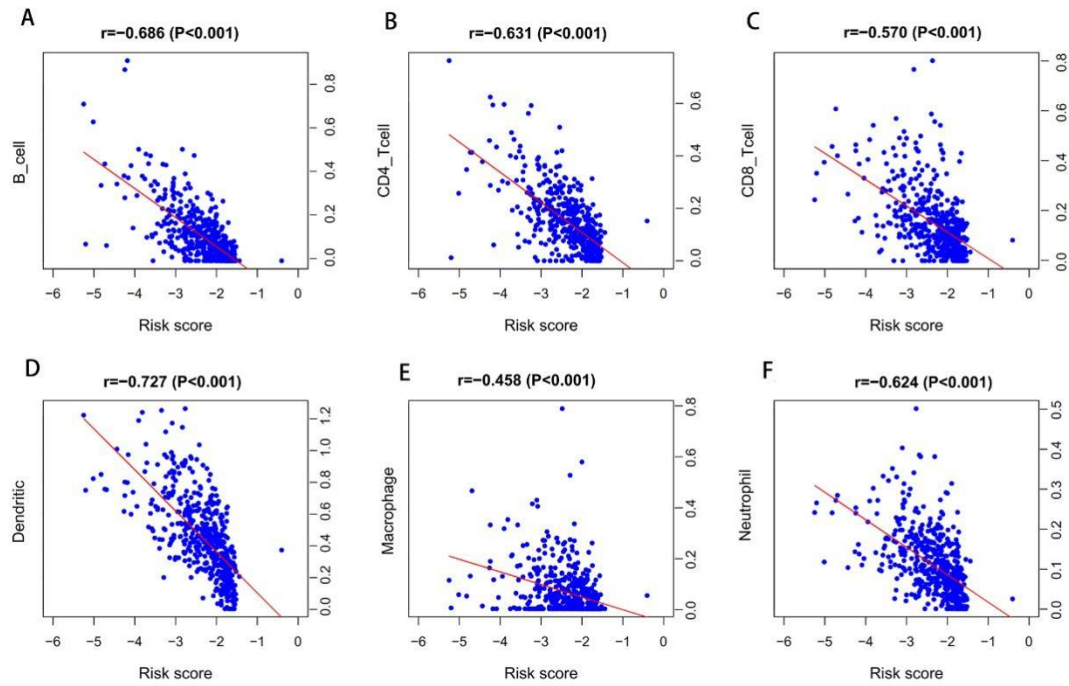 A
r=−0.686 (P<0.001)
B_cell
0.0 0.2 0.4 0.6 0.8
−6 −5 −4 −3 −2 −1 0
Risk score
B
r=−0.631 (P<0.001)
CD4_Tcell
0.0 0.2 0.4 0.6
−6 −5 −4 −3 −2 −1 0
Risk score
C
r=−0.570 (P<0.001)
CD8_Tcell
0.0 0.2 0.4 0.6 0.8
−6 −5 −4 −3 −2 −1 0
Risk score
D
r=−0.727 (P<0.001)
Dendritic
0.0 0.2 0.4 0.6 0.8 1.0 1.2
−6 −5 −4 −3 −2 −1 0
Risk score
E
r=−0.458 (P<0.001)
Macrophage
0.0 0.2 0.4 0.6 0.8
−6 −5 −4 −3 −2 −1 0
Risk score
F
r=−0.624 (P<0.001)
Neutrophil
0.0 0.1 0.2 0.3 0.4 0.5
−6 −5 −4 −3 −2 −1 0
Risk score